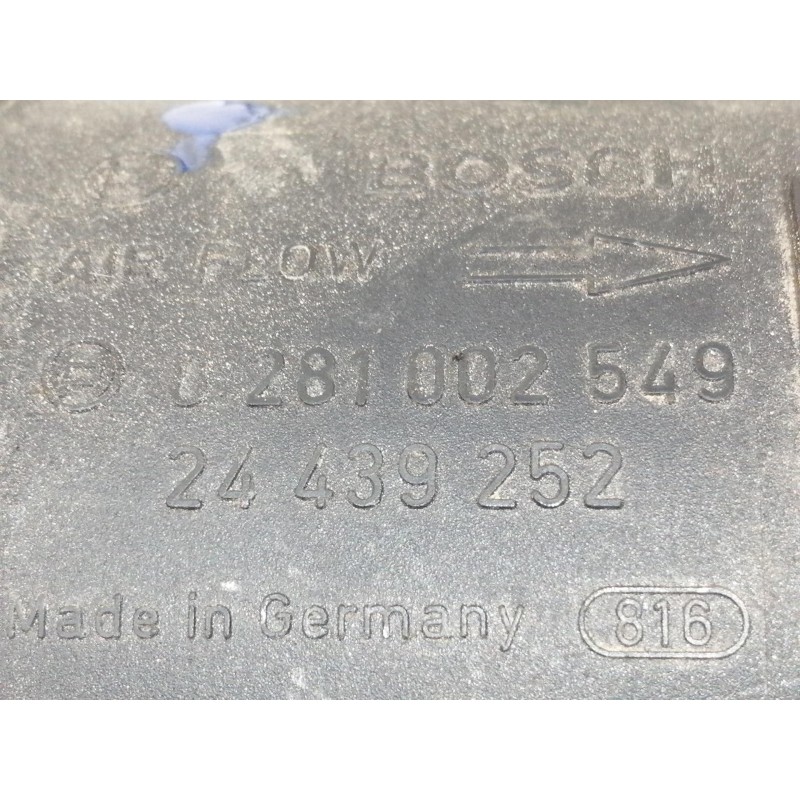 BOSCH
AIR FLOW
0 281 002 549
24 439 252
Made in Germany 816